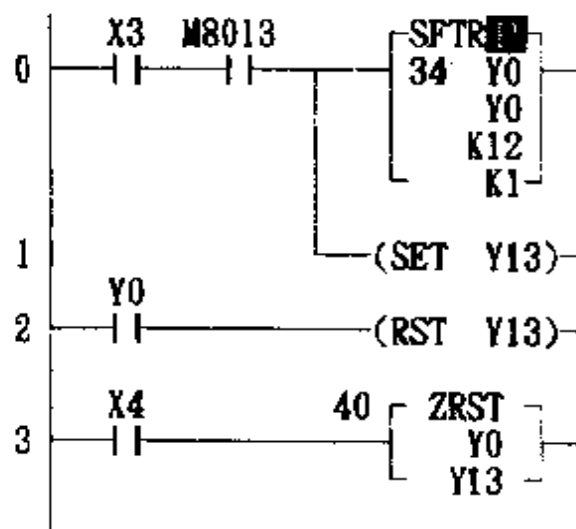 X3 M8013 SFTR
0 34 Y0
Y0
K12
K1
1 (SET Y13)
Y0
2 (RST Y13)
X4 40 ZRST
3 Y0
Y13